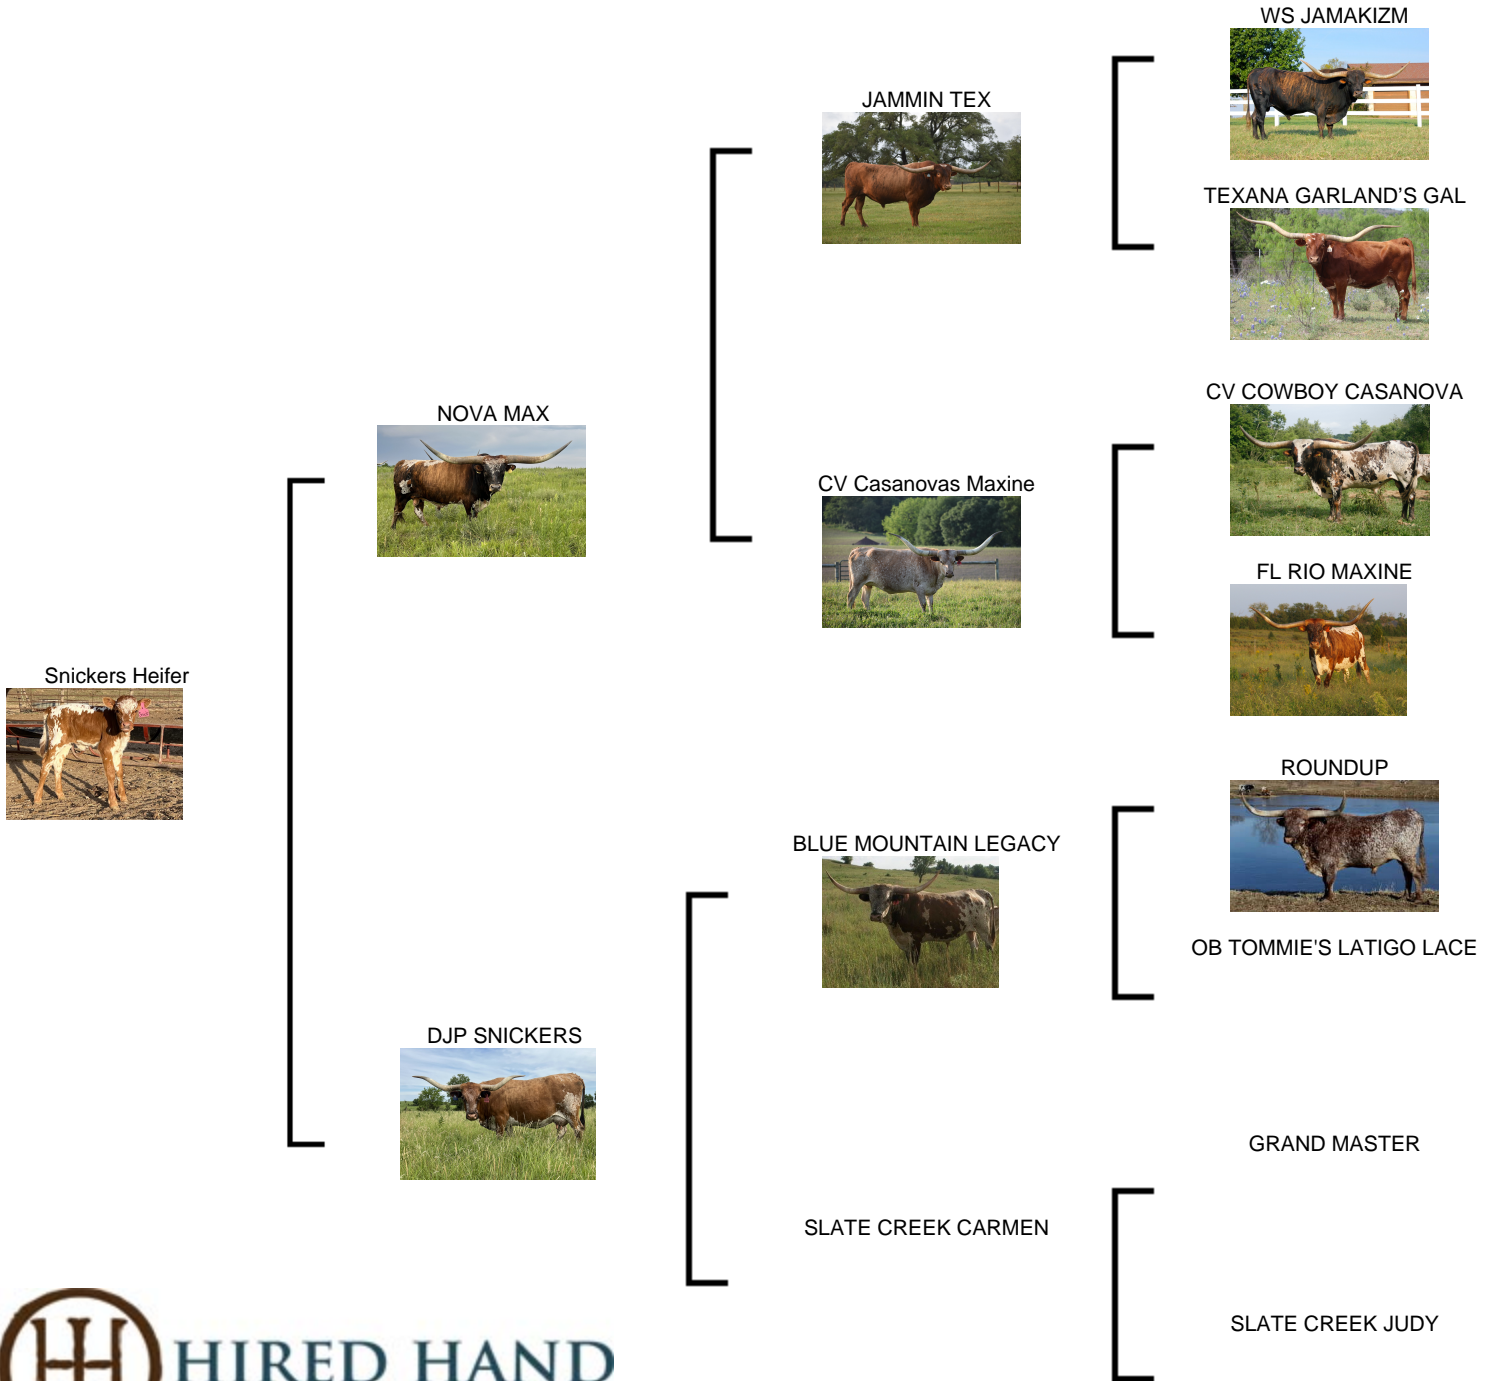 WS JAMAKIZM
JAMMIN TEX
TEXANA GARLAND'S GAL
CV COWBOY CASANOVA
NOVA MAX
CV Casanovas Maxine
FL RIO MAXINE
Snickers Heifer
ROUNDUP
BLUE MOUNTAIN LEGACY
OB TOMMIE'S LATIGO LACE
DJP SNICKERS
GRAND MASTER
SLATE CREEK CARMEN
SLATE CREEK JUDY
HIRED HAND